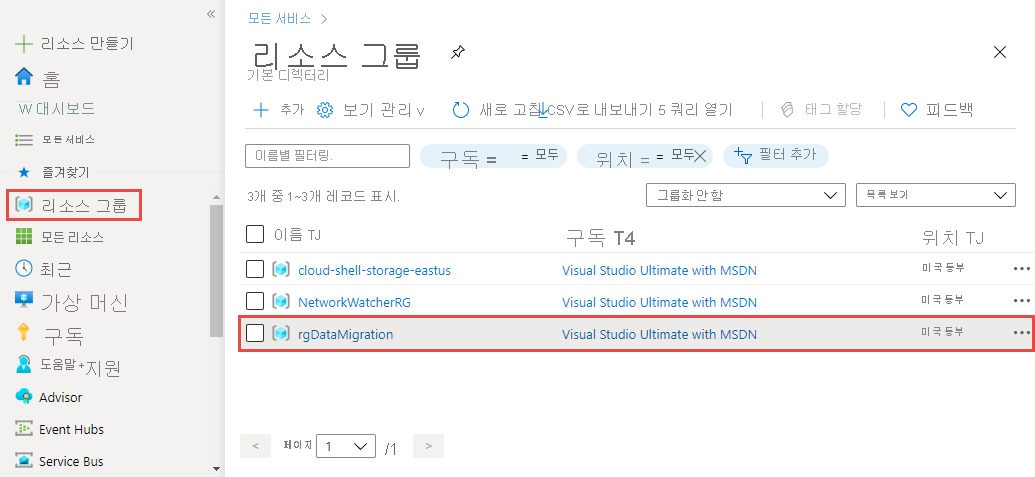 «
리소스 만들기
홈
W 대시보드
모든 서비스
즐겨찾기
리소스 그룹
모든 리소스
최근
가상 머신
구독
도움말 + 지원
Advisor
Event Hubs
Service Bus
모든 서비스 >
리소스 그룹
기본 디렉터리
추가 보기 관리 v 새로 고침 CSV로 내보내기 5 쿼리 열기 태그 할당 피드백
이름별 필터링. 구독 = = 모두 위치 = = 모두 필터 추가
3개 중 1~3개 레코드 표시. 그룹화 안 함 목록 보기
이름 TJ 구독 T4 위치 TJ
cloud-shell-storage-eastus Visual Studio Ultimate with MSDN 미국 동부 •••
NetworkWatcherRG Visual Studio Ultimate with MSDN 미국 동부 •••
rgDataMigration Visual Studio Ultimate with MSDN 미국 동부 •••
< 페이지 1 /1 >